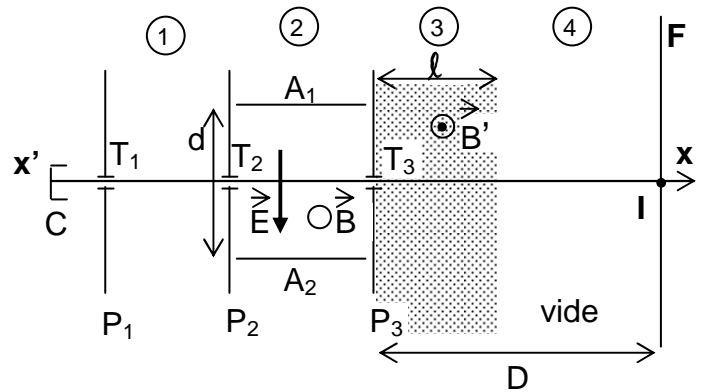 ① ② ③ ④ F
ℓ
A₁
d
B⃗'
x' T₁ T₂ T₃ x
C E⃗ B⃗ I
A₂
vide
P₁ P₂ P₃
D